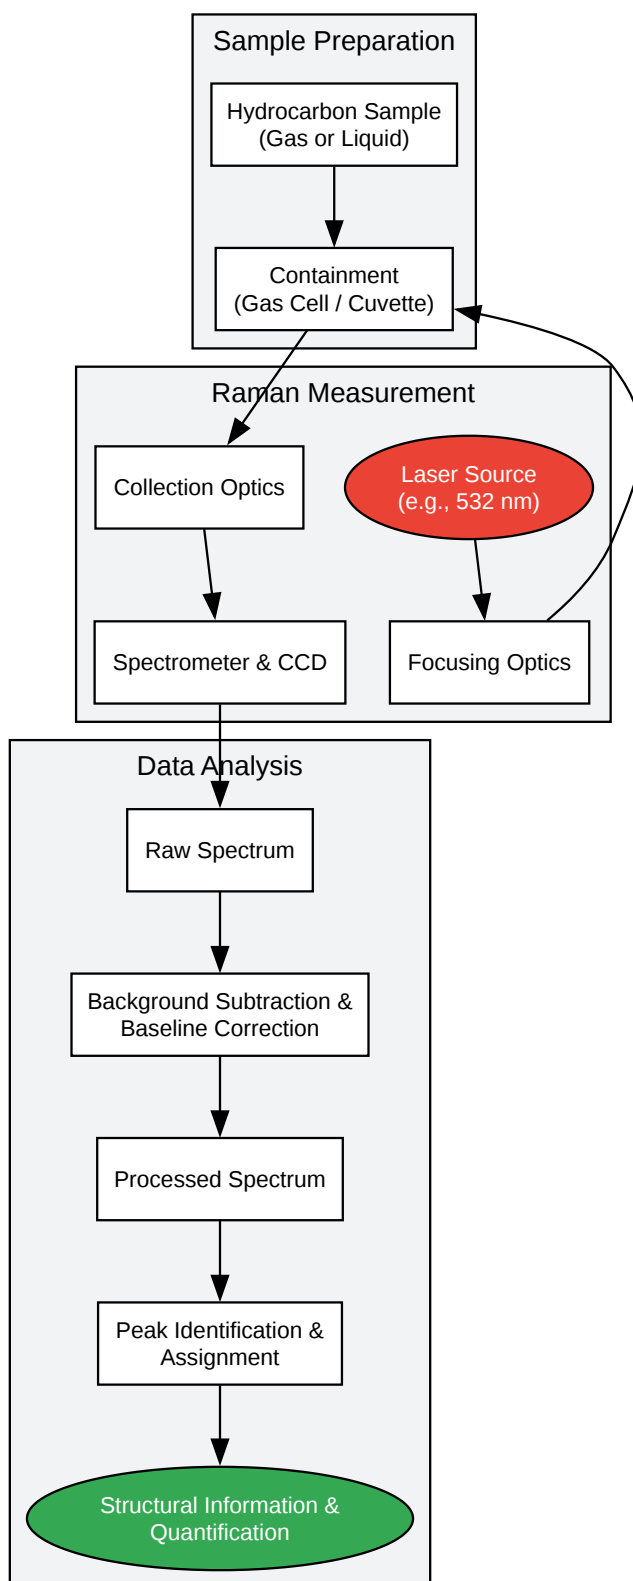 Sample Preparation
Hydrocarbon Sample
(Gas or Liquid)
Containment
(Gas Cell / Cuvette)
Raman Measurement
Collection Optics
Laser Source
(e.g., 532 nm)
Spectrometer & CCD
Focusing Optics
Data Analysis
Raw Spectrum
Background Subtraction &
Baseline Correction
Processed Spectrum
Peak Identification &
Assignment
Structural Information &
Quantification